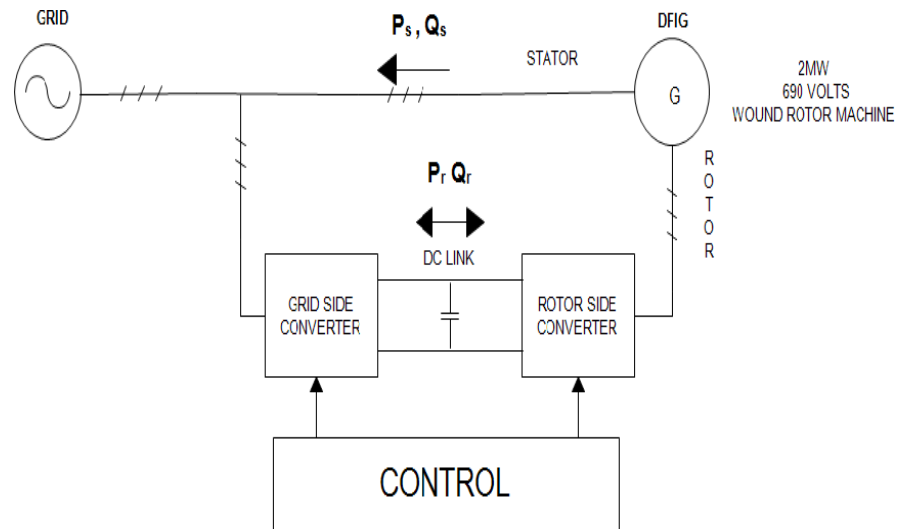 GRID
Ps , Qs
DFIG
STATOR
G
2MW
690 VOLTS
WOUND ROTOR MACHINE
ROTOR
Pr Qr
DC LINK
GRID SIDE
CONVERTER
ROTOR SIDE
CONVERTER
CONTROL